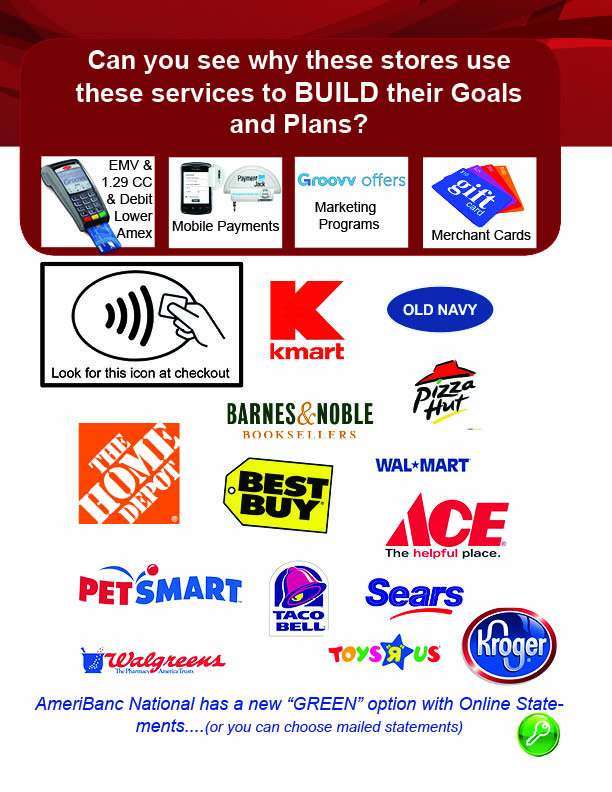 Can you see why these stores use
these services to BUILD their Goals
and Plans?
EMV &
1.29 CC
& Debit
Lower
Amex
Payment
Jack
Mobile Payments
Groovv offers
Marketing
Programs
gift
card
Merchant Cards
Look for this icon at checkout
K
kmart
OLD NAVY
Pizza
Hut
BARNES&NOBLE
BOOKSELLERS
THE
HOME
DEPOT
BEST
BUY
WAL★MART
ACE
The helpful place.
PETSMART
TACO
BELL
Sears
Kroger
Walgreens
The Pharmacy America Trusts
TOYS "R" US
AmeriBanc National has a new “GREEN” option with Online State-
ments....(or you can choose mailed statements)